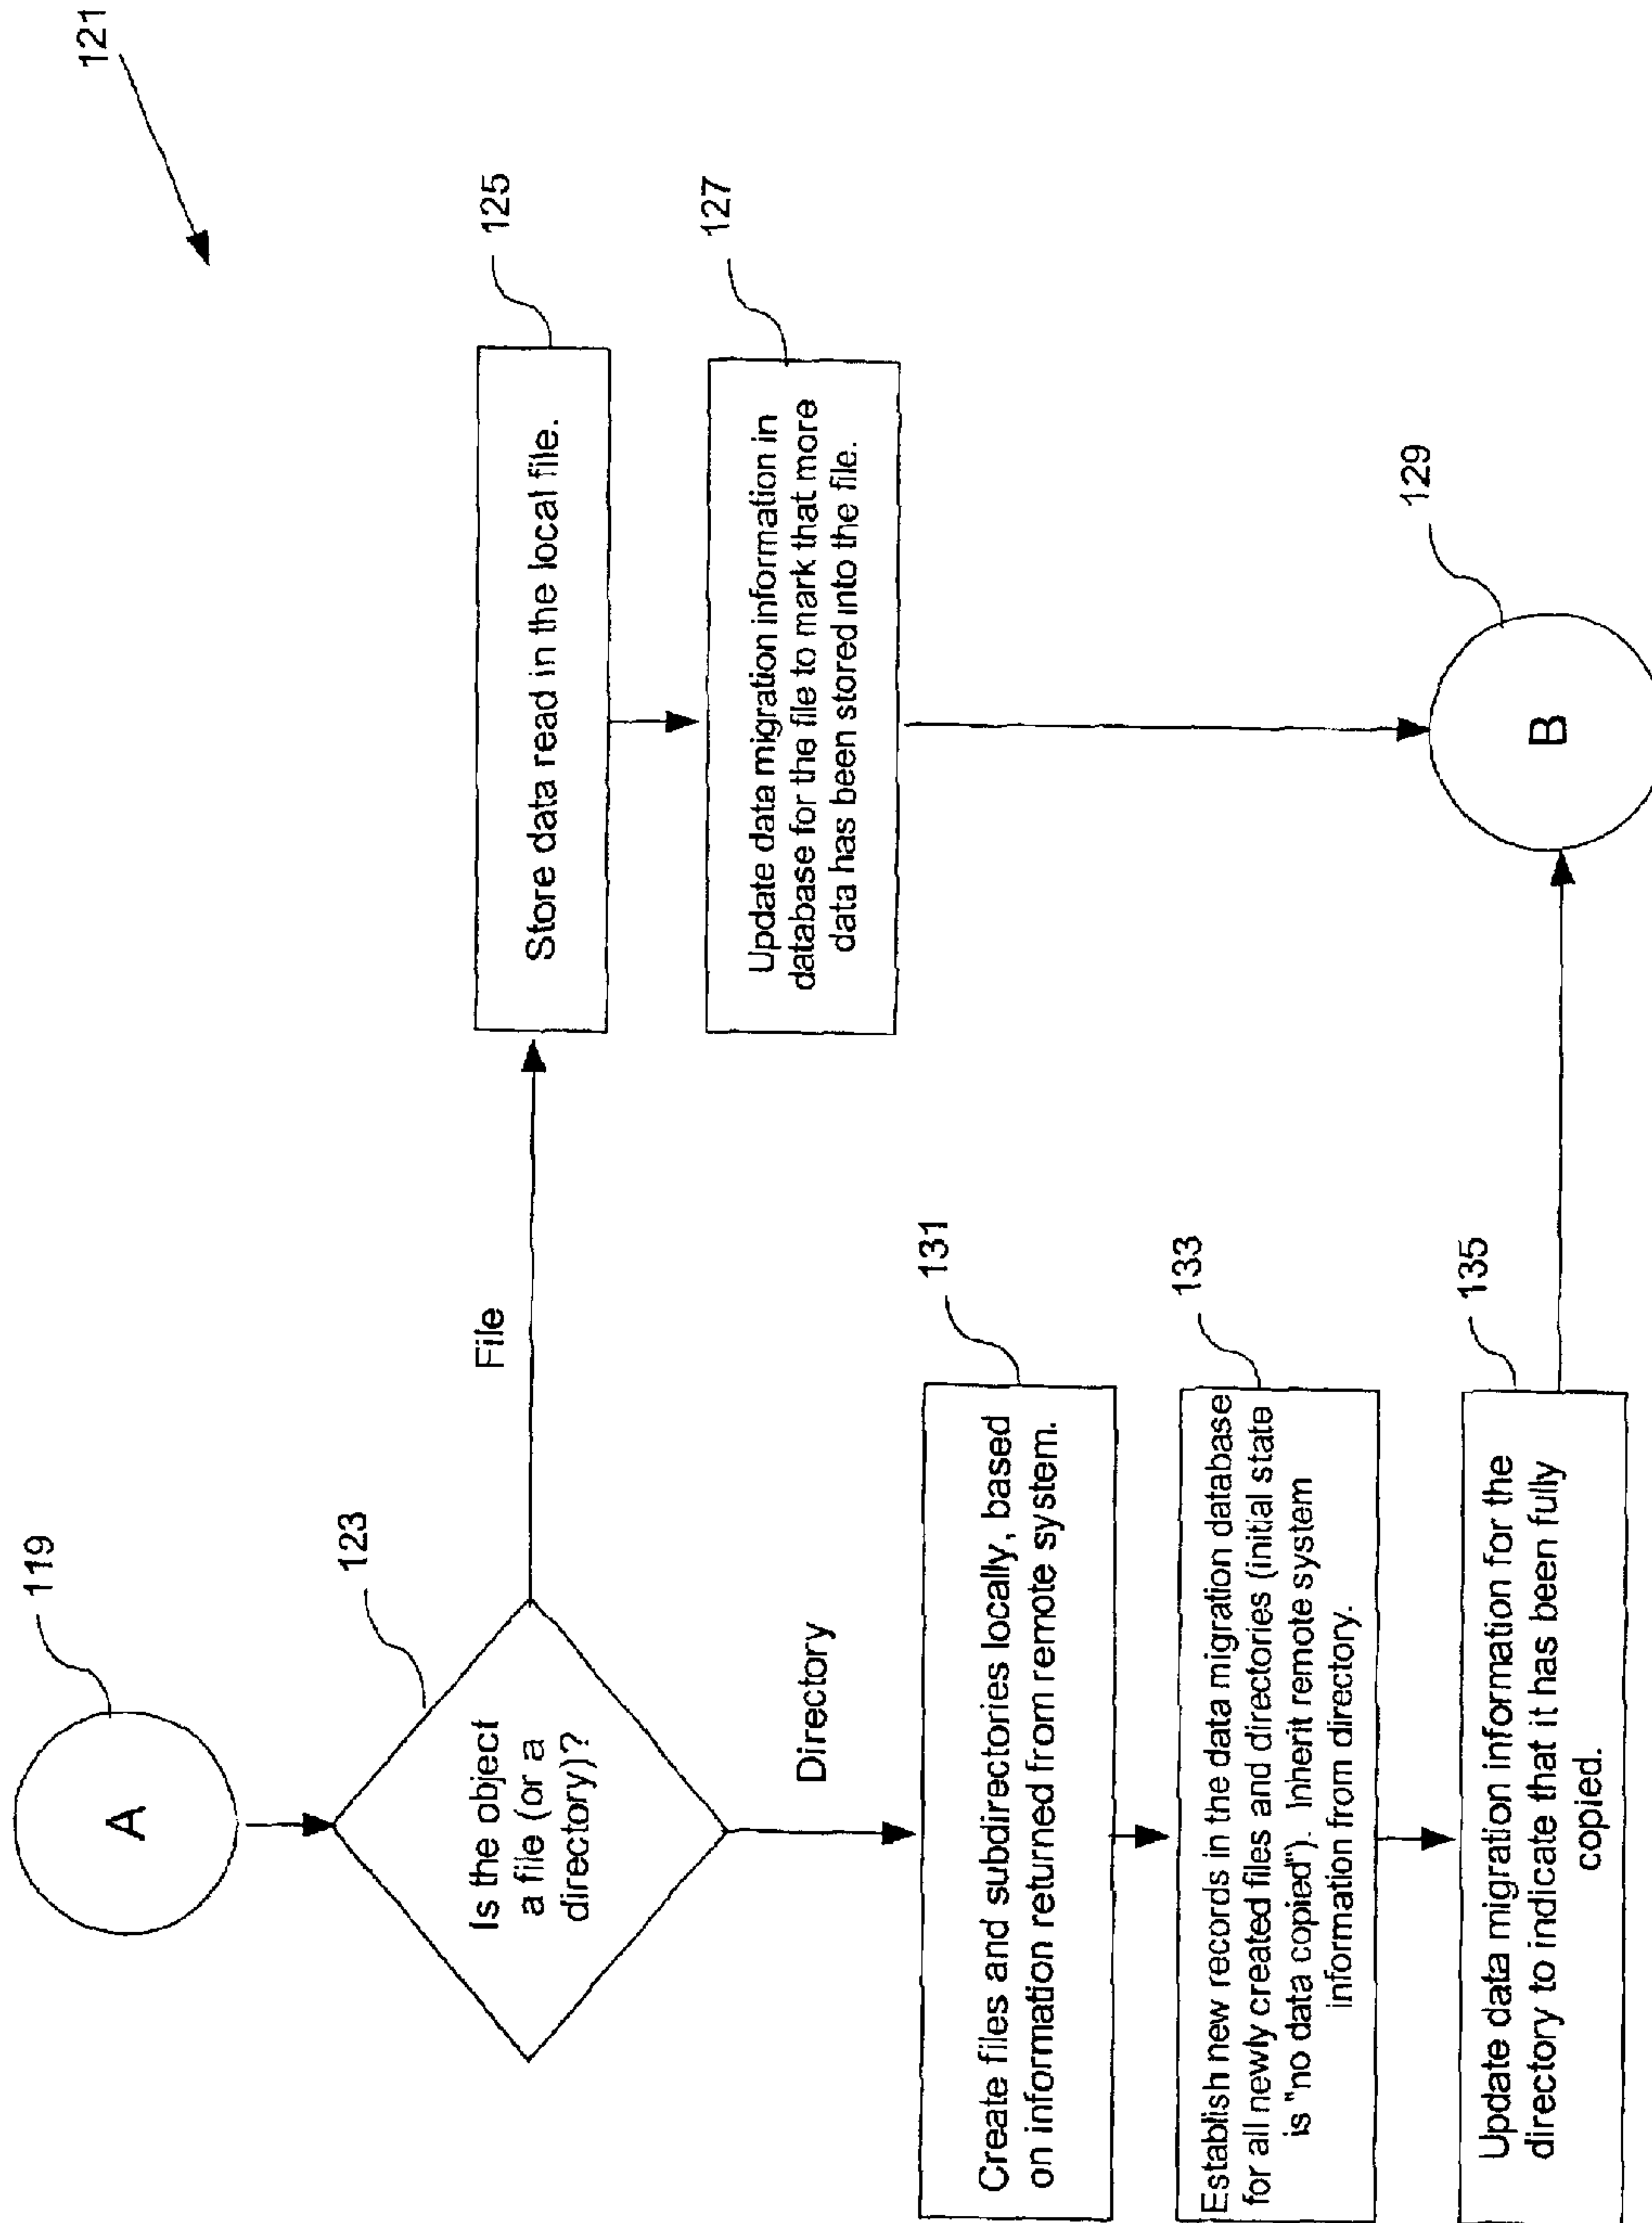 121
119
A
123
Is the object
a file (or a
directory)?
File
125
Store data read in the local file.
127
Update data migration information in
database for the file to mark that more
data has been stored into the file.
Directory
131
Create files and subdirectories locally, based
on information returned from remote system.
133
Establish new records in the data migration database
for all newly created files and directories (initial state
is "no data copied"). Inherit remote system
information from directory.
135
Update data migration information for the
directory to indicate that it has been fully
copied.
129
B